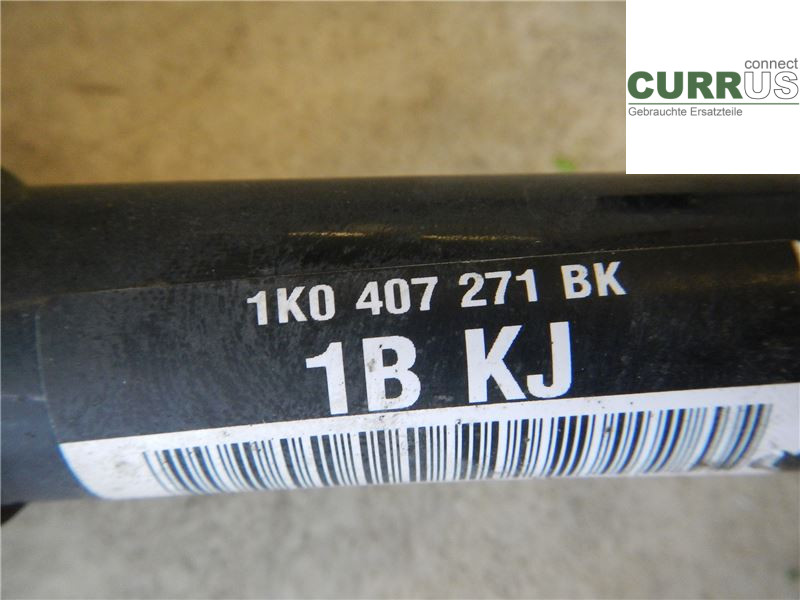 connect
CURRUS
Gebrauchte Ersatzteile
1K0 407 271 BK
1B KJ